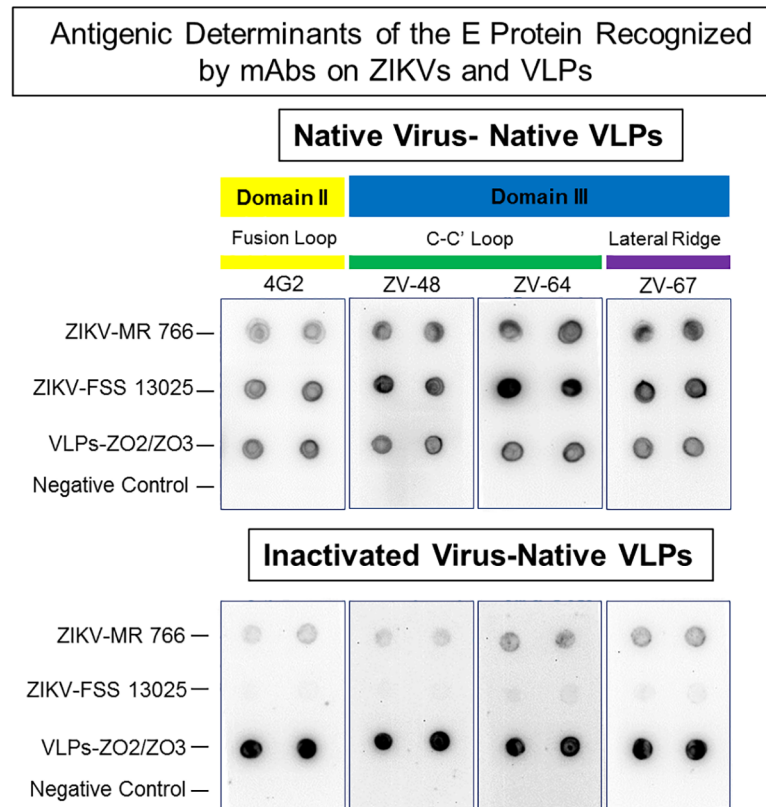 Antigenic Determinants of the E Protein Recognized
by mAbs on ZIKVs and VLPs
Native Virus- Native VLPs
Domain II Domain III
Fusion Loop C-C' Loop Lateral Ridge
4G2 ZV-48 ZV-64 ZV-67
ZIKV-MR 766
ZIKV-FSS 13025
VLPs-ZO2/ZO3
Negative Control
Inactivated Virus-Native VLPs
ZIKV-MR 766
ZIKV-FSS 13025
VLPs-ZO2/ZO3
Negative Control